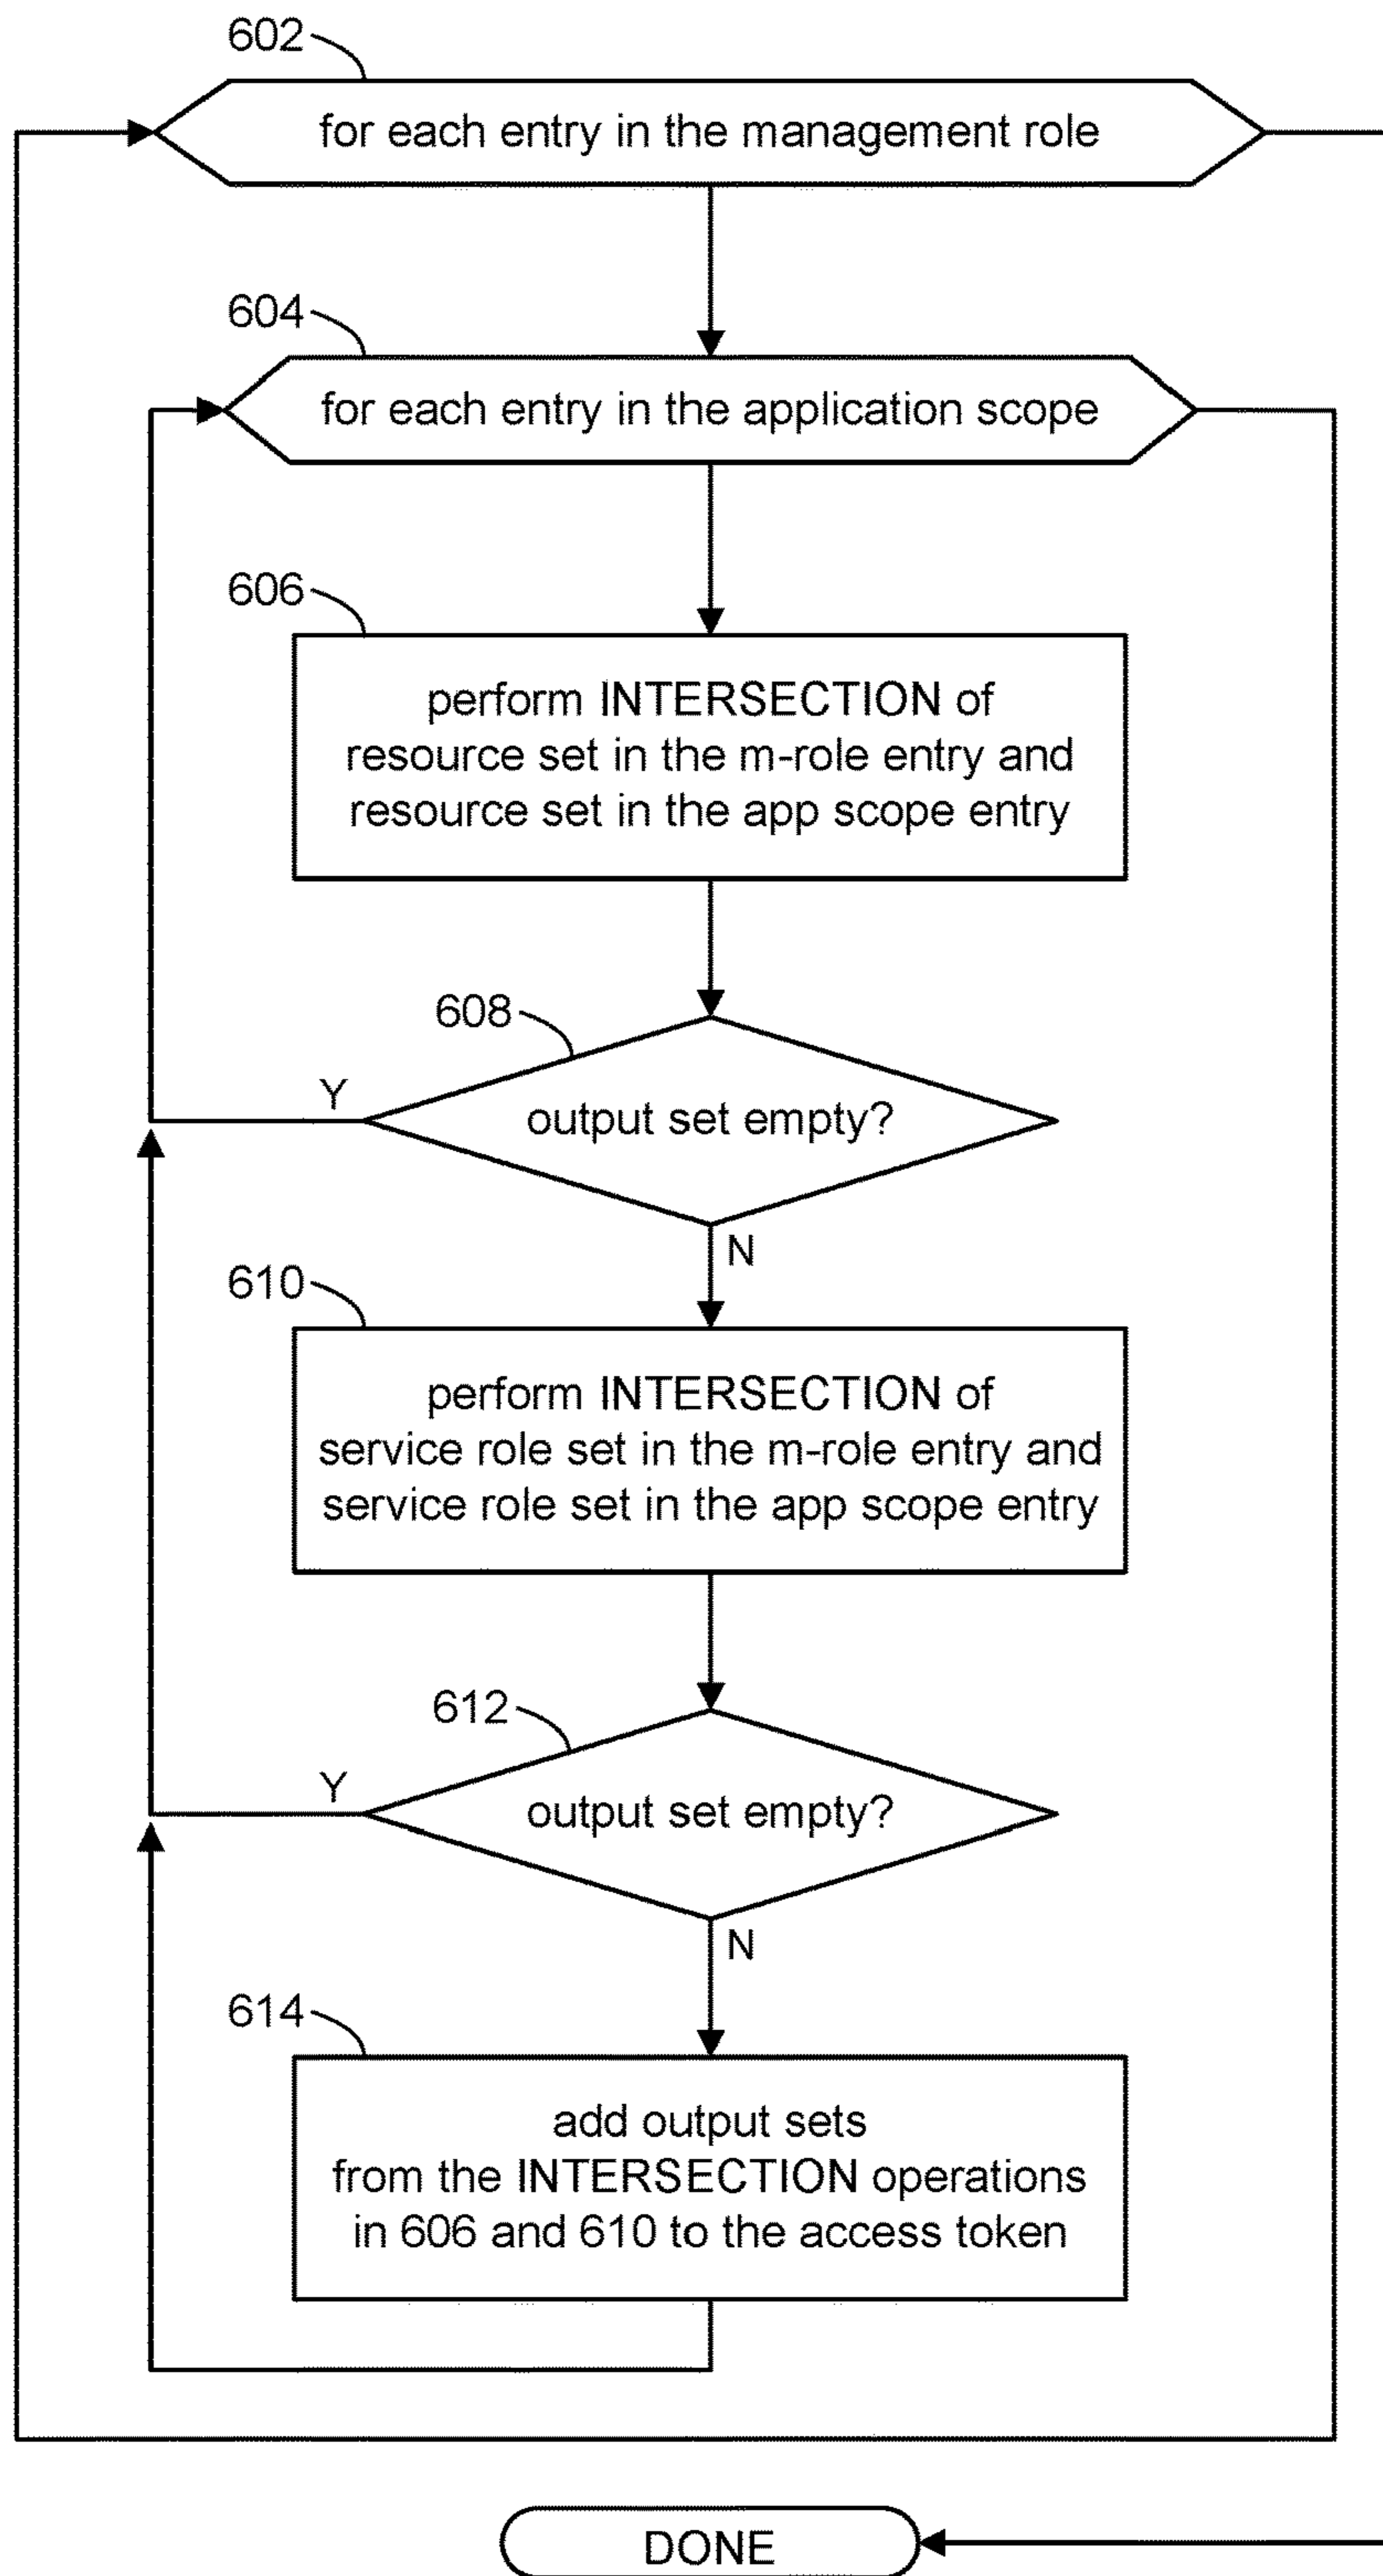 602
for each entry in the management role
604
for each entry in the application scope
606
perform INTERSECTION of
resource set in the m-role entry and
resource set in the app scope entry
608
Y
output set empty?
N
610
perform INTERSECTION of
service role set in the m-role entry and
service role set in the app scope entry
612
Y
output set empty?
N
614
add output sets
from the INTERSECTION operations
in 606 and 610 to the access token
DONE